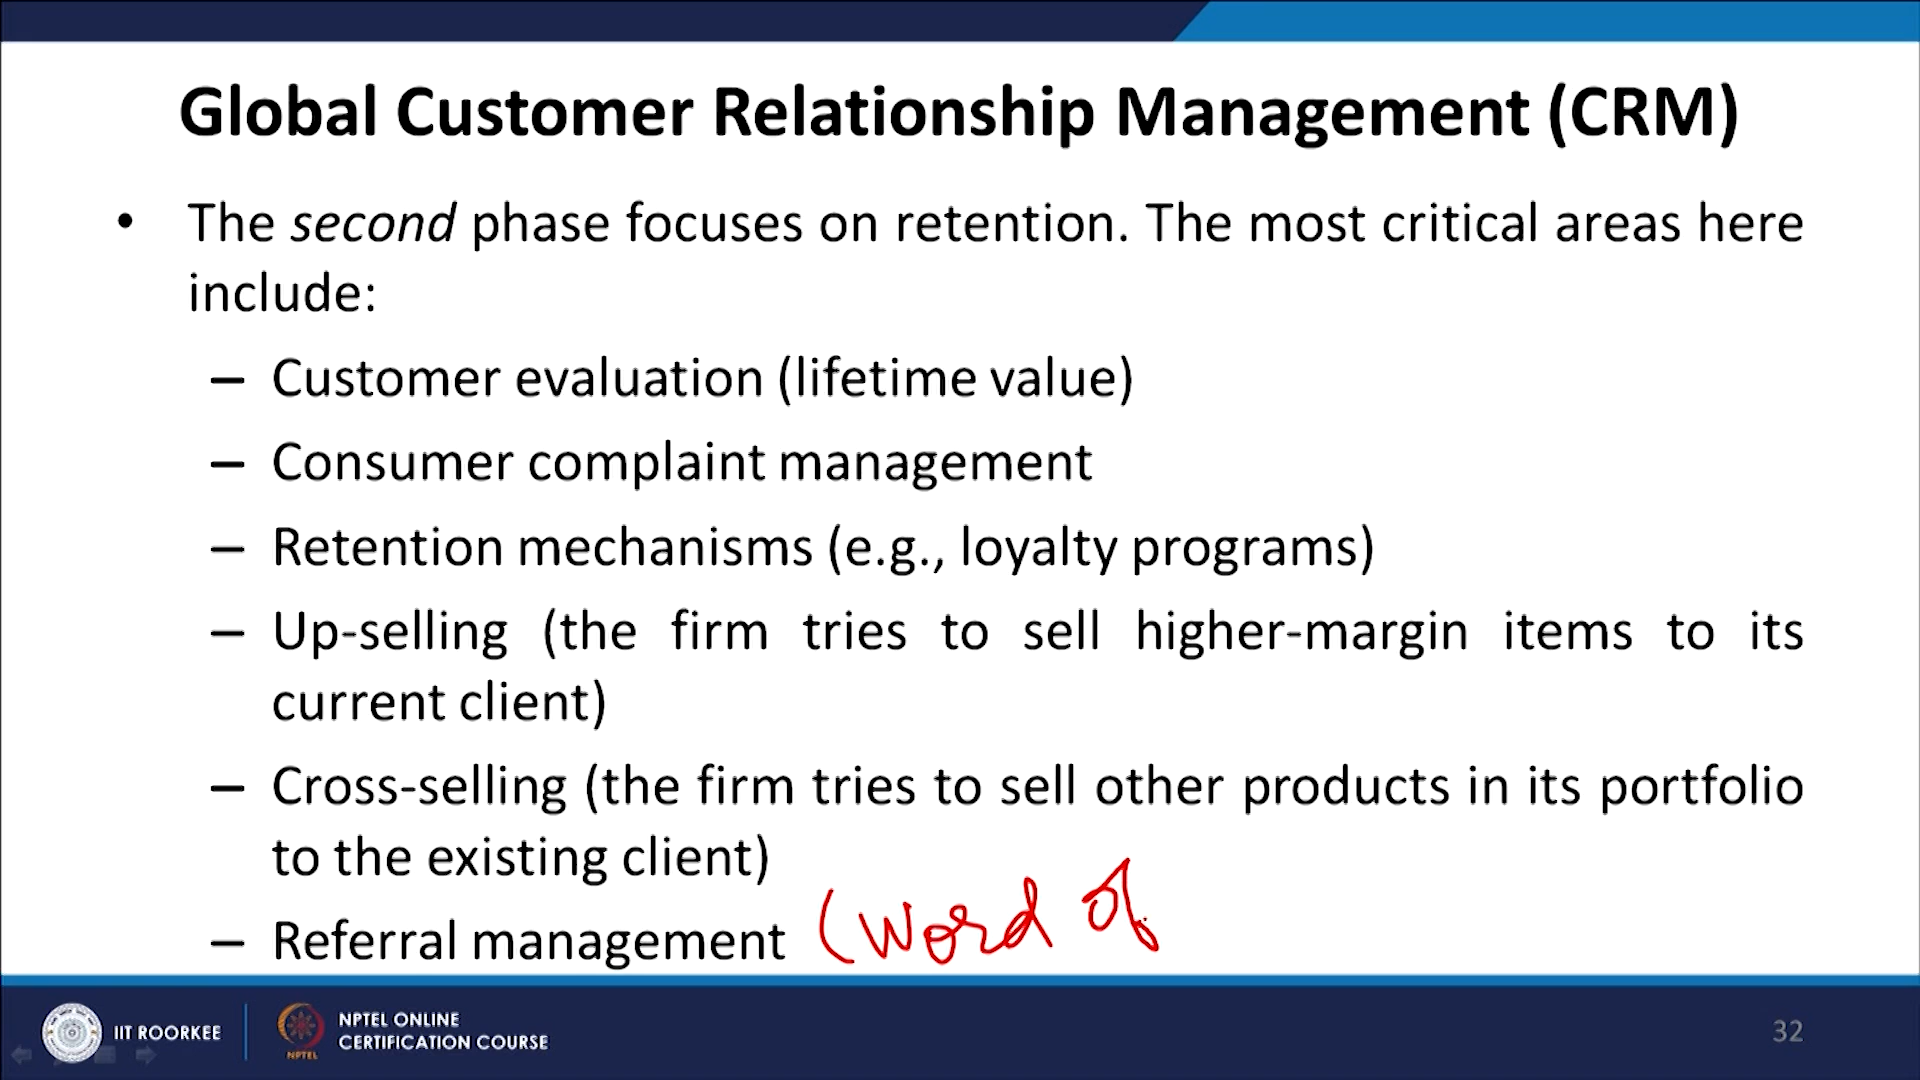 Global Customer Relationship Management (CRM)
• The second phase focuses on retention. The most critical areas here
include:
– Customer evaluation (lifetime value)
– Consumer complaint management
– Retention mechanisms (e.g., loyalty programs)
– Up-selling (the firm tries to sell higher-margin items to its
current client)
– Cross-selling (the firm tries to sell other products in its portfolio
to the existing client)
– Referral management (Word of
IIT ROORKEE
NPTEL
NPTEL ONLINE
CERTIFICATION COURSE
32